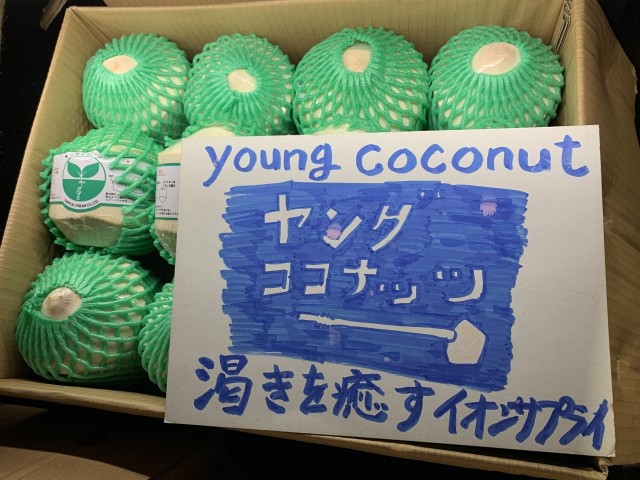 young coconut
ヤング
ココナッツ
渇きを癒すイオンサプライ